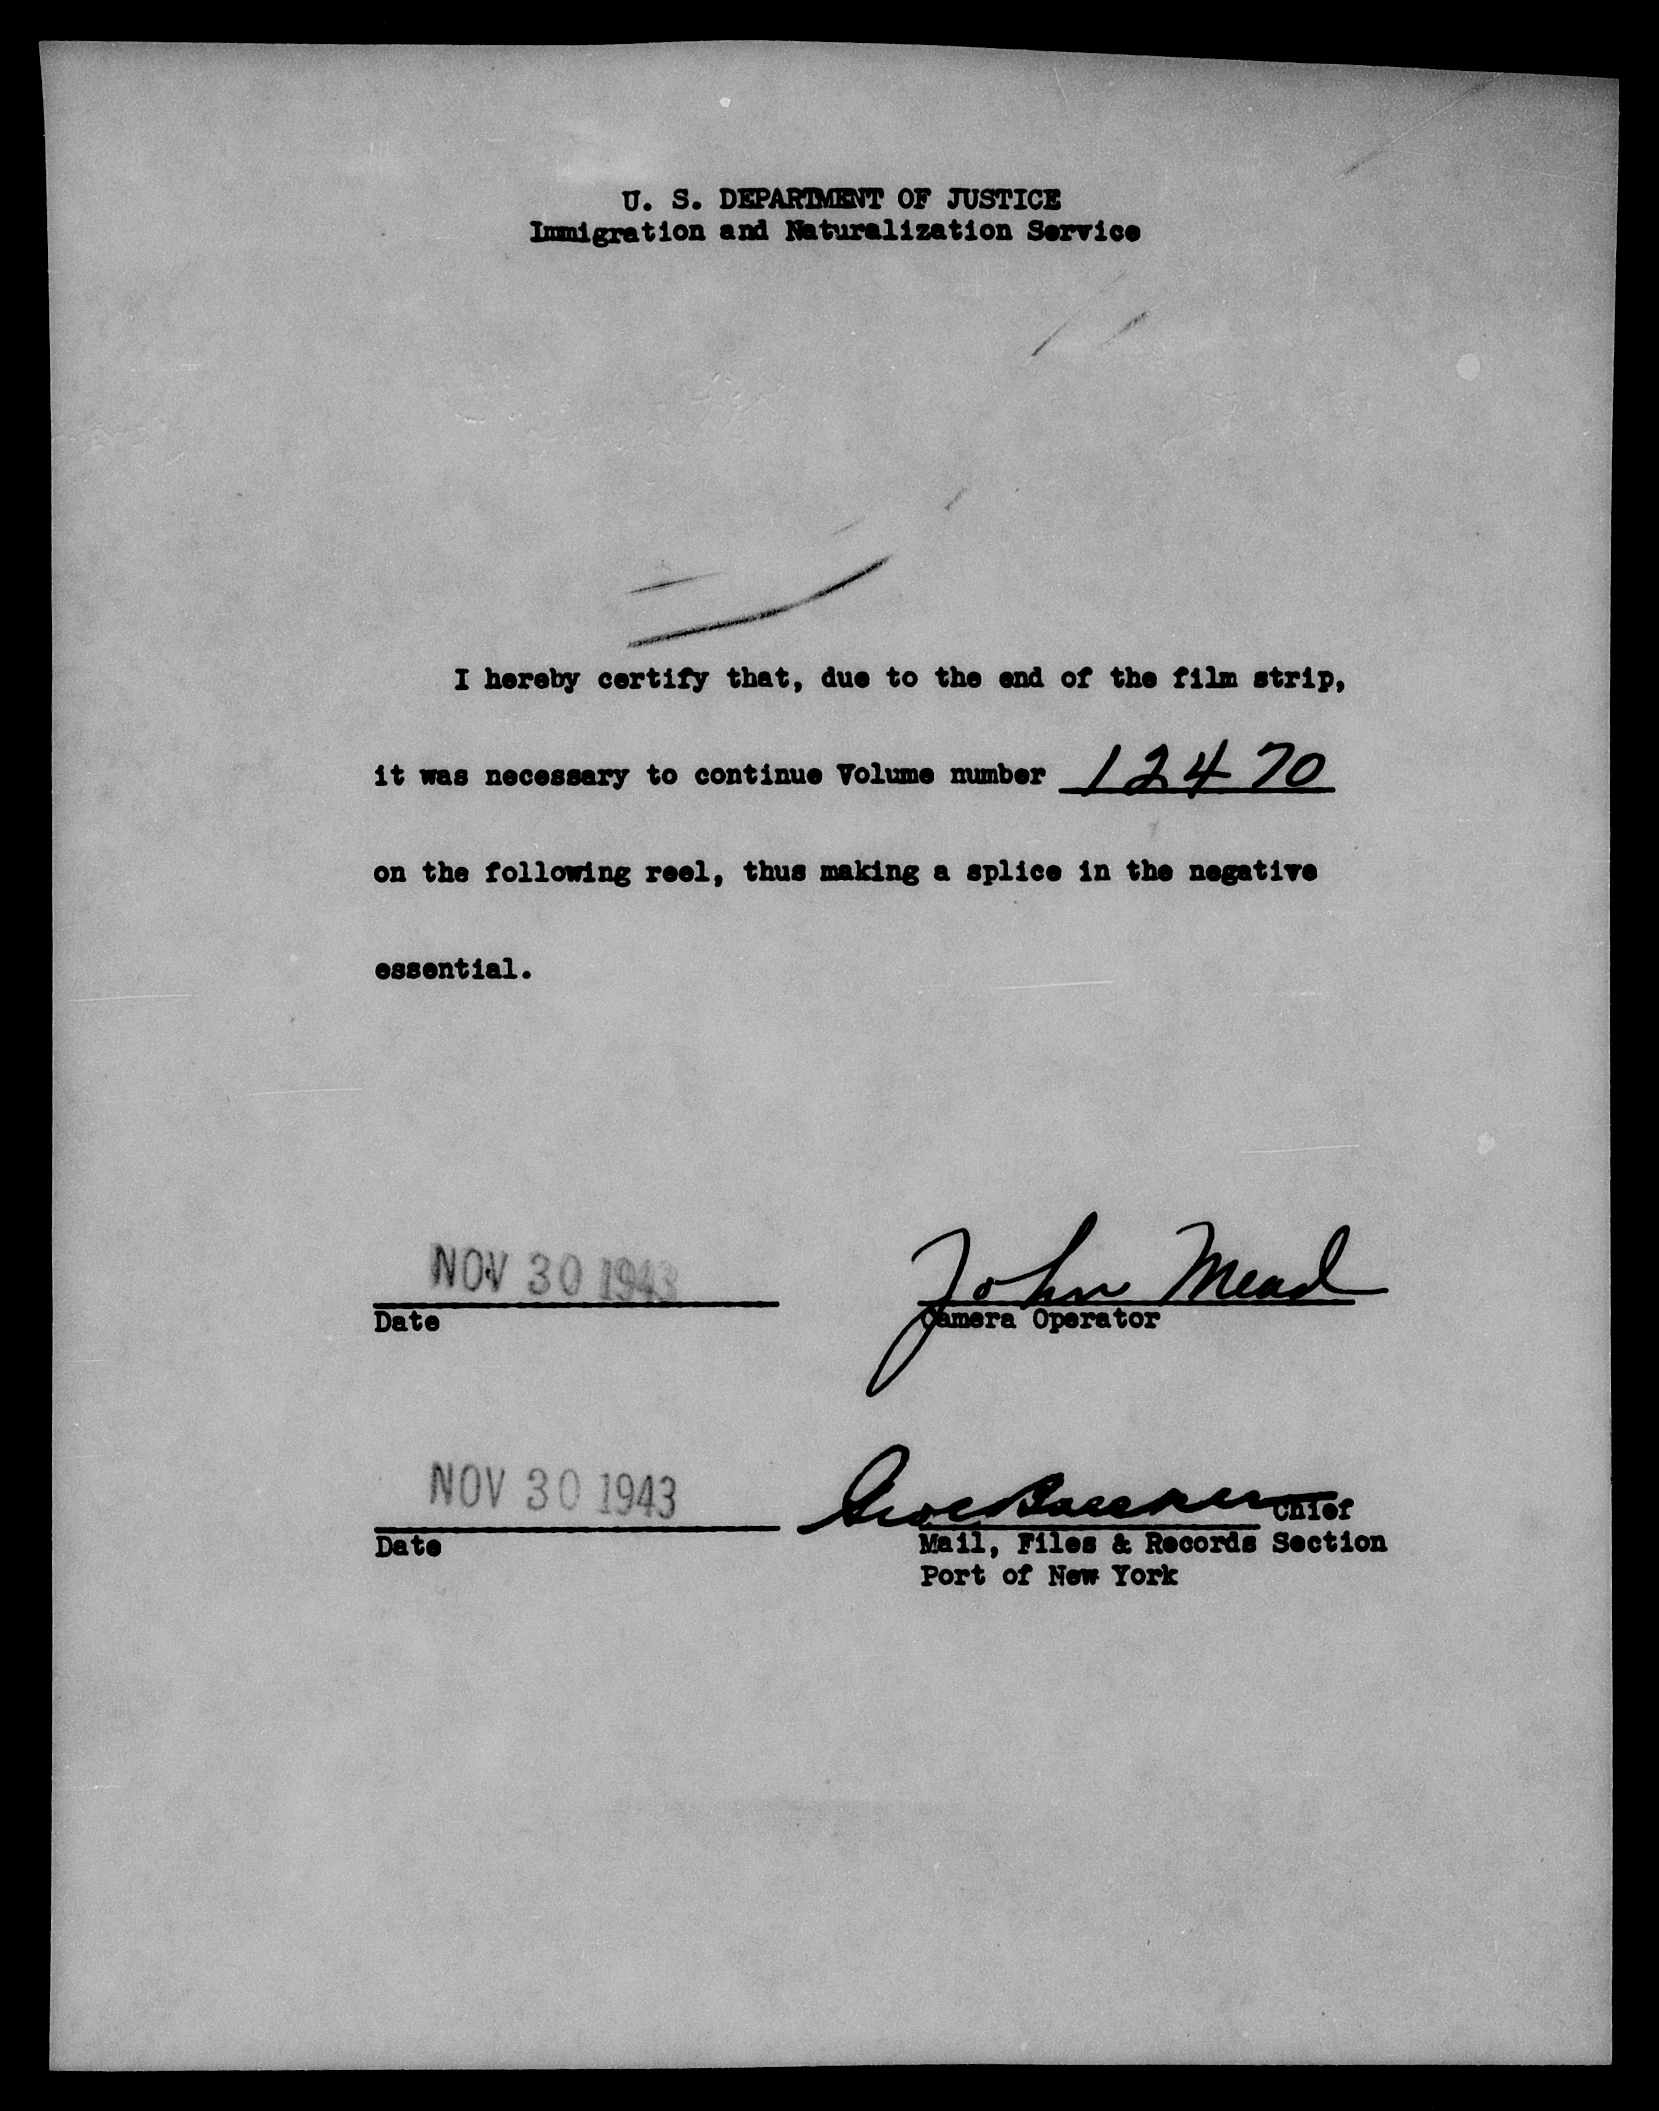 U. S. DEPARTMENT OF JUSTICE
Immigration and Naturalization Service
I hereby certify that, due to the end of the film strip,
it was necessary to continue Volume number 12470
on the following reel, thus making a splice in the negative
essential.
NOV 30 1943 John Mead
Date Camera Operator
NOV 30 1943 Chief
Date Mail, Files & Records Section
Port of New York